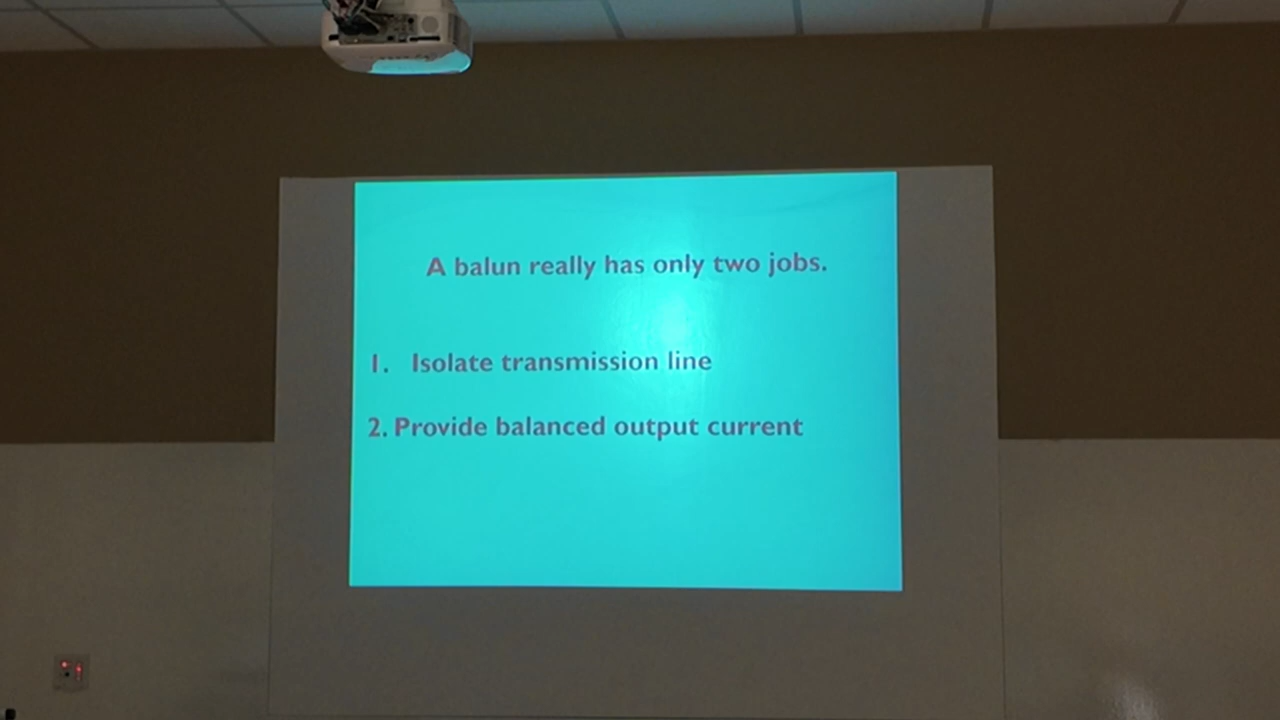 A balun really has only two jobs.
1. Isolate transmission line
2. Provide balanced output current